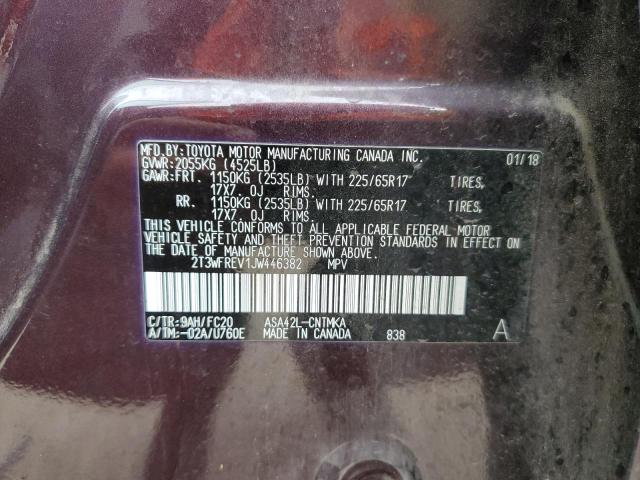 MFD.BY:TOYOTA MOTOR MANUFACTURING CANADA INC. 01/18
GVWR:2055KG (4525LB)
GAWR:FRT. 1150KG (2535LB) WITH 225/65R17 TIRES,
17X7 0J RIMS.
RR. 1150KG (2535LB) WITH 225/65R17 TIRES,
17X7 0J RIMS.
THIS VEHICLE CONFORMS TO ALL APPLICABLE FEDERAL MOTOR
VEHICLE SAFETY AND THEFT PREVENTION STANDARDS IN EFFECT ON
THE DATE OF MANUFACTURE SHOWN ABOVE.
2T3WFREV1JW446382 MPV
C/TR:9AH/FC20 ASA42L-CNTMKA
A/TM:-02A/U760E MADE IN CANADA 838 A